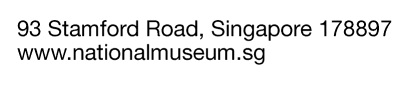 93 Stamford Road, Singapore 178897
www.nationalmuseum.sg